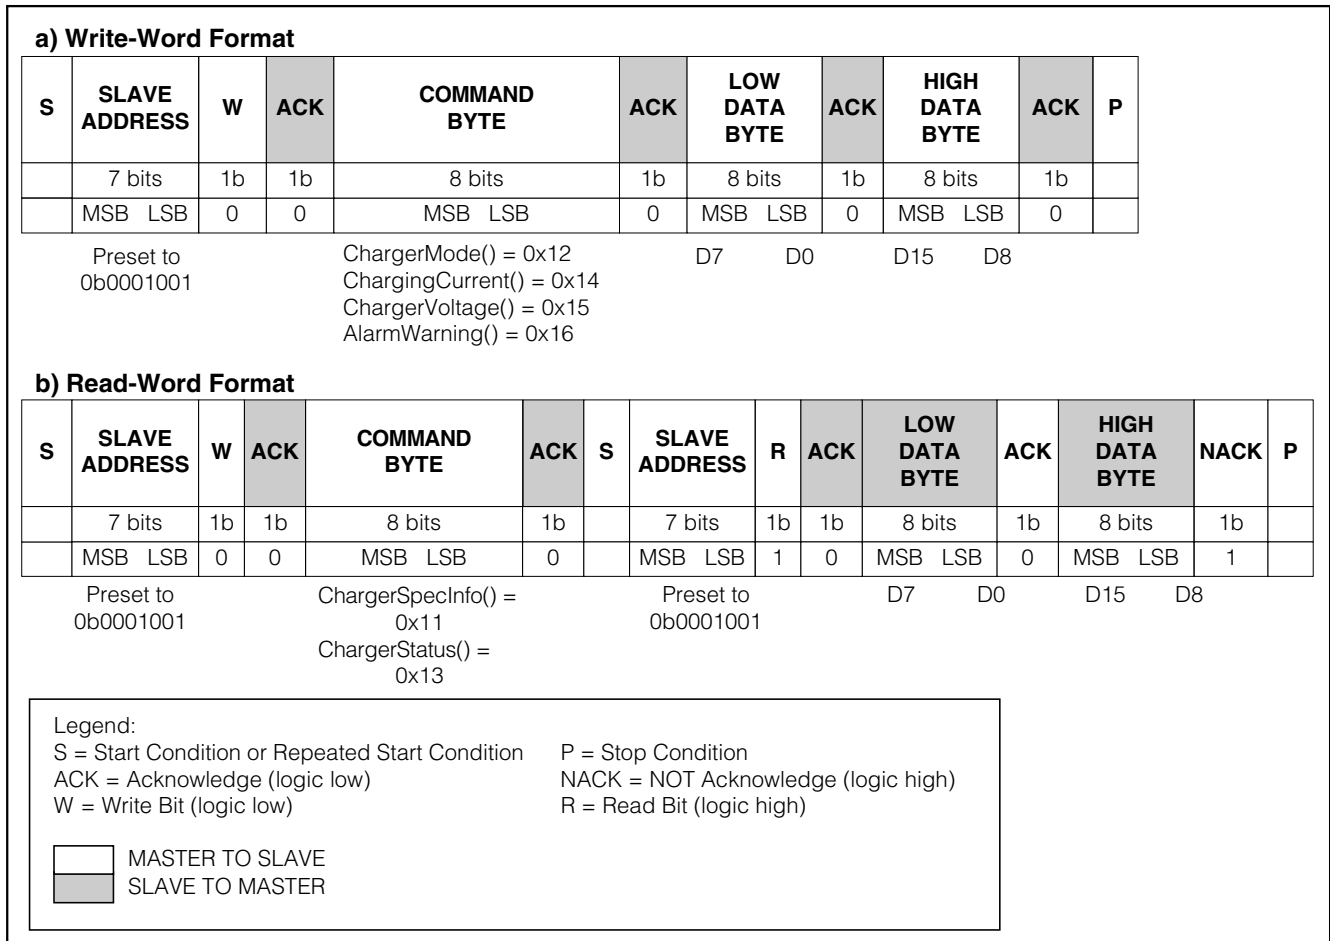 a) Write-Word Format
S SLAVE ADDRESS W ACK COMMAND BYTE ACK LOW DATA BYTE ACK HIGH DATA BYTE ACK P
7 bits 1b 1b 8 bits 1b 8 bits 1b 8 bits 1b
MSB LSB 0 0 MSB LSB 0 MSB LSB 0 MSB LSB 0
Preset to 0b0001001
ChargerMode() = 0x12
ChargingCurrent() = 0x14
ChargerVoltage() = 0x15
AlarmWarning() = 0x16
D7 D0 D15 D8
b) Read-Word Format
S SLAVE ADDRESS W ACK COMMAND BYTE ACK S SLAVE ADDRESS R ACK LOW DATA BYTE ACK HIGH DATA BYTE NACK P
7 bits 1b 1b 8 bits 1b 7 bits 1b 1b 8 bits 1b 8 bits 1b
MSB LSB 0 0 MSB LSB 0 MSB LSB 1 0 MSB LSB 0 MSB LSB 1
Preset to
0b0001001
ChargerSpecInfo() =
0x11
ChargerStatus() =
0x13
Preset to
0b0001001
D7 D0 D15 D8
Legend:
S = Start Condition or Repeated Start Condition P = Stop Condition
ACK = Acknowledge (logic low) NACK = NOT Acknowledge (logic high)
W = Write Bit (logic low) R = Read Bit (logic high)
MASTER TO SLAVE
SLAVE TO MASTER